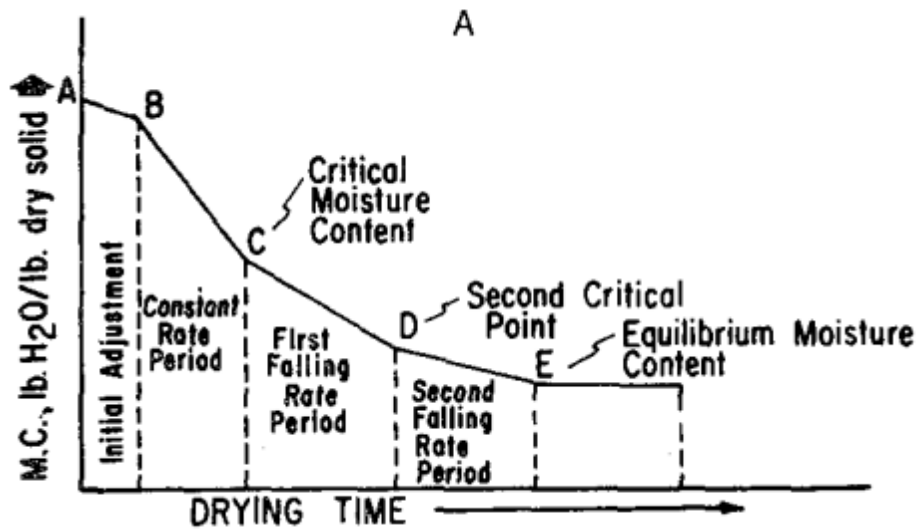 A
M.C., lb. H2O/lb. dry solid
A
B
Critical
Moisture
Content
C
Second Critical
Point
D
Equilibrium Moisture
Content
E
Initial Adjustment
Constant
Rate
Period
First
Falling
Rate
Period
Second
Falling
Rate
Period
DRYING TIME